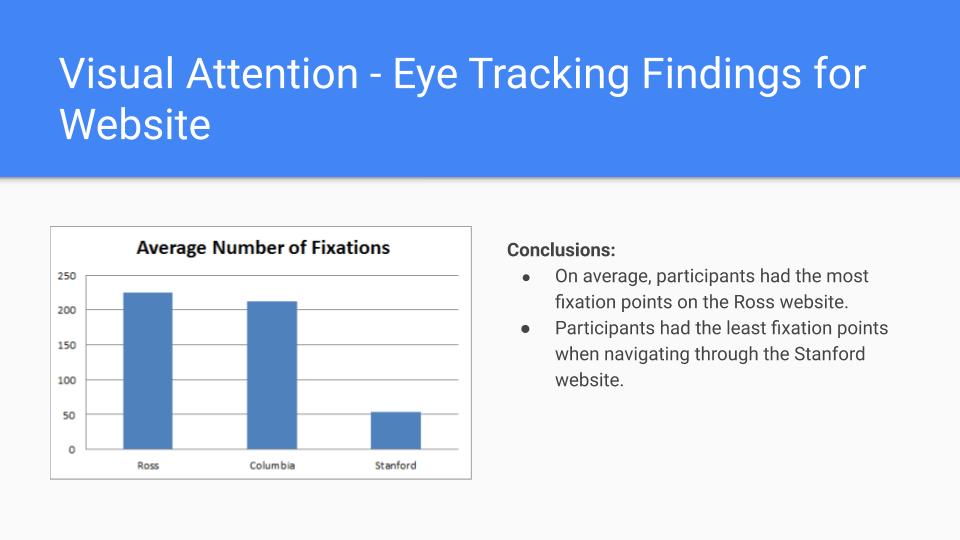 Visual Attention - Eye Tracking Findings for
Website
Average Number of Fixations
250
200
150
100
50
0
Ross
Columbia
Stanford
Conclusions:
● On average, participants had the most
fixation points on the Ross website.
● Participants had the least fixation points
when navigating through the Stanford
website.